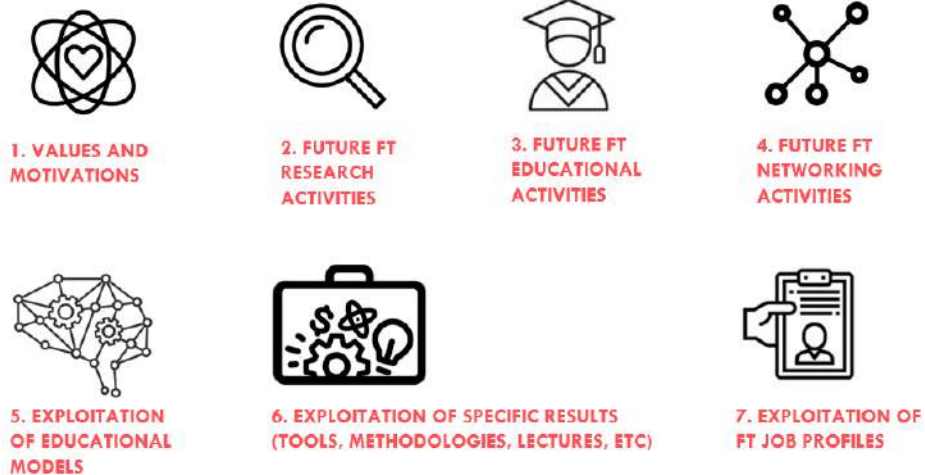 1. VALUES AND
MOTIVATIONS
2. FUTURE FT
RESEARCH
ACTIVITIES
3. FUTURE FT
EDUCATIONAL
ACTIVITIES
4. FUTURE FT
NETWORKING
ACTIVITIES
5. EXPLOITATION
OF EDUCATIONAL
MODELS
$
6. EXPLOITATION OF SPECIFIC RESULTS
(TOOLS, METHODOLOGIES, LECTURES, ETC)
7. EXPLOITATION OF
FT JOB PROFILES